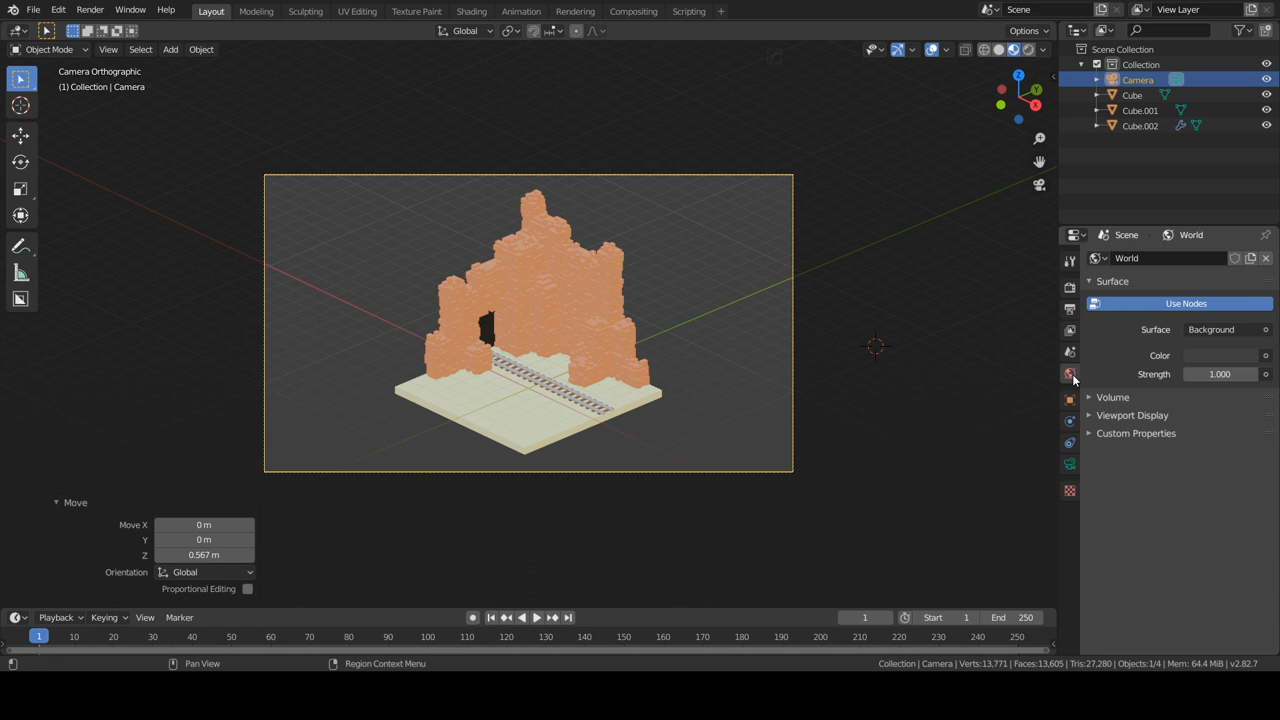 File Edit Render Window Help Layout Modeling Sculpting UV Editing Texture Paint Shading Animation Rendering Compositing Scripting Scene View Layer
Global Options
Object Mode View Select Add Object
Camera Orthographic
(1) Collection | Camera
Z
Y
X
Scene Collection
Collection
Camera
Cube
Cube.001
Cube.002
Scene World
World
Surface
Use Nodes
Surface Background
Color
Strength 1.000
Volume
Viewport Display
Custom Properties
Move
Move X 0 m
Y 0 m
Z 0.567 m
Orientation Global
Proportional Editing
Playback Keying View Marker 1 Start 1 End 250
1 10 20 30 40 50 60 70 80 90 100 110 120 130 140 150 160 170 180 190 200 210 220 230 240 250
Pan View Region Context Menu Collection | Camera | Verts:13,771 | Faces:13,605 | Tris:27,280 | Objects:1/4 | Mem: 64.4 MiB | v2.82.7